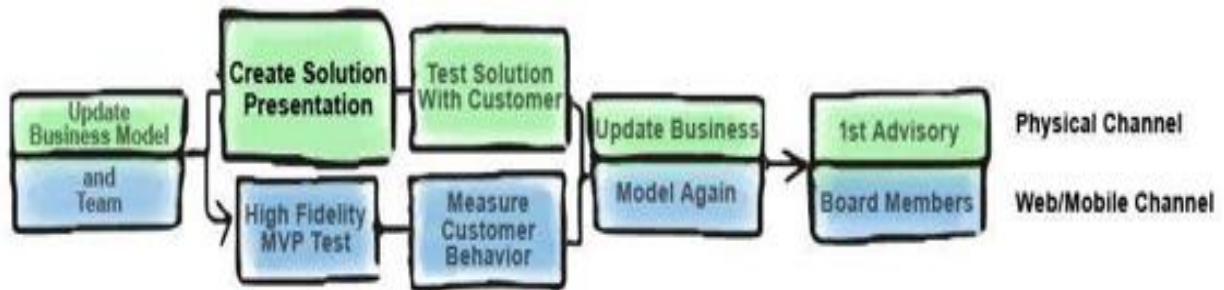 Update
Business Model
and
Team
Create Solution
Presentation
Test Solution
With Customer
High Fidelity
MVP Test
Measure
Customer
Behavior
Update Business
Model Again
1st Advisory
Board Members
Physical Channel
Web/Mobile Channel